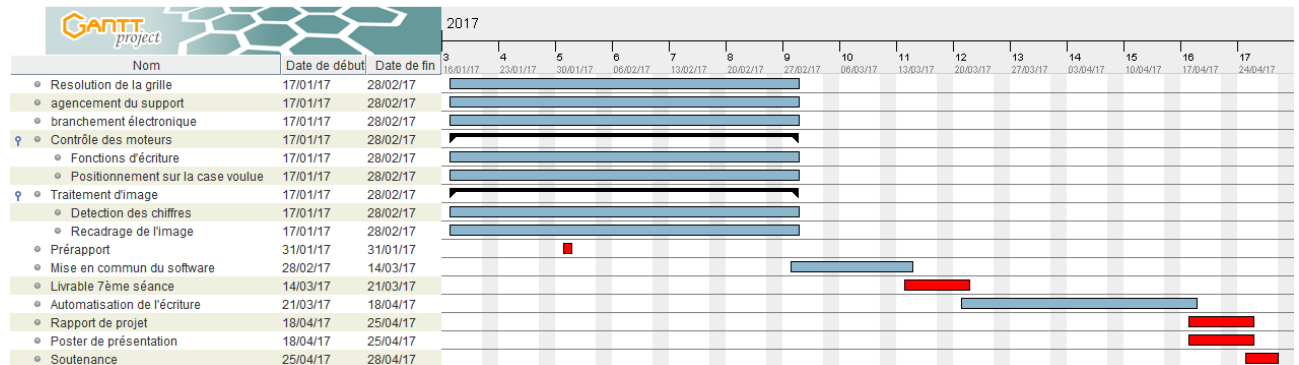 GANTT
project
2017
Nom Date de début Date de fin
3 4 5 6 7 8 9 10 11 12 13 14 15 16 17
16/01/17 23/01/17 30/01/17 06/02/17 13/02/17 20/02/17 27/02/17 06/03/17 13/03/17 20/03/17 27/03/17 03/04/17 10/04/17 17/04/17 24/04/17
Resolution de la grille 17/01/17 28/02/17
agencement du support 17/01/17 28/02/17
branchement électronique 17/01/17 28/02/17
Contrôle des moteurs 17/01/17 28/02/17
Fonctions d'écriture 17/01/17 28/02/17
Positionnement sur la case voulue 17/01/17 28/02/17
Traitement d'image 17/01/17 28/02/17
Detection des chiffres 17/01/17 28/02/17
Recadrage de l'image 17/01/17 28/02/17
Prérapport 31/01/17 31/01/17
Mise en commun du software 28/02/17 14/03/17
Livrable 7ème séance 14/03/17 21/03/17
Automatisation de l'écriture 21/03/17 18/04/17
Rapport de projet 18/04/17 25/04/17
Poster de présentation 18/04/17 25/04/17
Soutenance 25/04/17 28/04/17